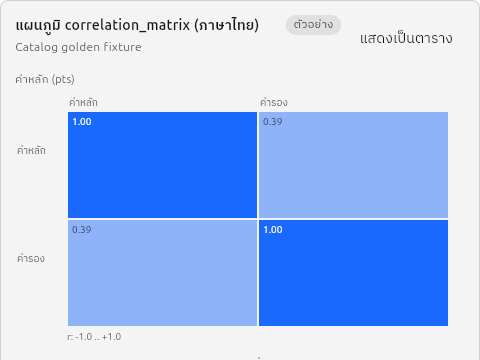 แผนภูมิ correlation_matrix (ภาษาไทย)
ตัวอย่าง
แสดงเป็นตาราง
Catalog golden fixture
ค่าหลัก (pts)
ค่าหลัก
ค่ารอง
ค่าหลัก
1.00
0.39
ค่ารอง
0.39
1.00
r: -1.0 .. +1.0